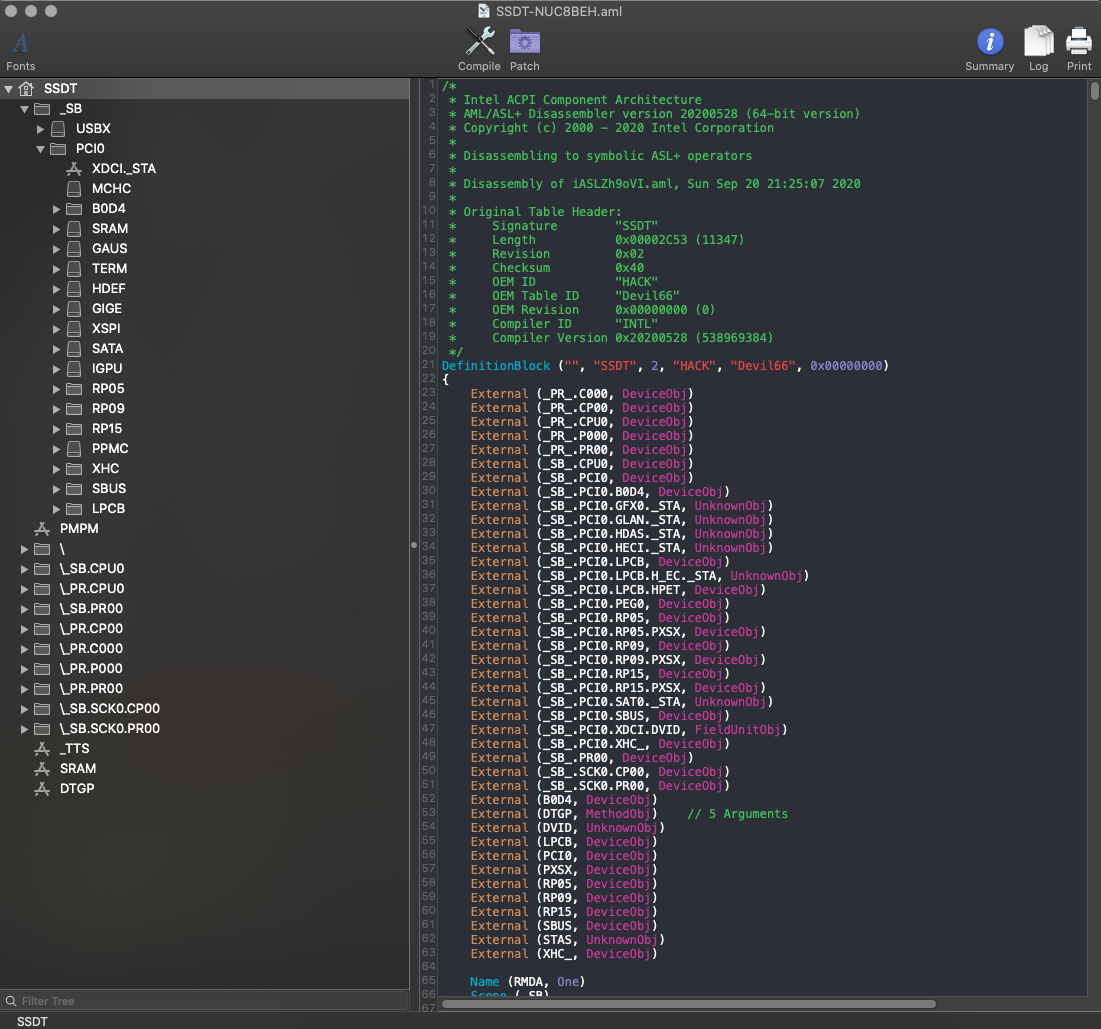 SSDT-NUC8BEH.aml
A
Fonts
Compile
Patch
Summary
Log
Print
SSDT
_SB
USBX
PCI0
XDCI._STA
MCHC
B0D4
SRAM
GAUS
TERM
HDEF
GIGE
XSPI
SATA
IGPU
RP05
RP09
RP15
PPMC
XHC
SBUS
LPCB
PMPM
\
\_SB.CPU0
\_PR.CPU0
\_SB.PR00
\_PR.CP00
\_PR.C000
\_PR.P000
\_PR.PR00
\_SB.SCK0.CP00
\_SB.SCK0.PR00
_TTS
SRAM
DTGP
Filter Tree
SSDT
1 /*
2 * Intel ACPI Component Architecture
3 * AML/ASL+ Disassembler version 20200528 (64-bit version)
4 * Copyright (c) 2000 - 2020 Intel Corporation
5 *
6 * Disassembling to symbolic ASL+ operators
7 *
8 * Disassembly of iASLZh9oVI.aml, Sun Sep 20 21:25:07 2020
9 *
10 * Original Table Header:
11 * Signature "SSDT"
12 * Length 0x00002C53 (11347)
13 * Revision 0x02
14 * Checksum 0x40
15 * OEM ID "HACK"
16 * OEM Table ID "Devil66"
17 * OEM Revision 0x00000000 (0)
18 * Compiler ID "INTL"
19 * Compiler Version 0x20200528 (538969384)
20 */
21 DefinitionBlock ("", "SSDT", 2, "HACK", "Devil66", 0x00000000)
22 {
23 External (_PR_.C000, DeviceObj)
24 External (_PR_.CP00, DeviceObj)
25 External (_PR_.CPU0, DeviceObj)
26 External (_PR_.P000, DeviceObj)
27 External (_PR_.PR00, DeviceObj)
28 External (_SB_.CPU0, DeviceObj)
29 External (_SB_.PCI0, DeviceObj)
30 External (_SB_.PCI0.B0D4, DeviceObj)
31 External (_SB_.PCI0.GFX0._STA, UnknownObj)
32 External (_SB_.PCI0.GLAN._STA, UnknownObj)
33 External (_SB_.PCI0.HDAS._STA, UnknownObj)
34 External (_SB_.PCI0.HECI._STA, UnknownObj)
35 External (_SB_.PCI0.LPCB, DeviceObj)
36 External (_SB_.PCI0.LPCB.H_EC._STA, UnknownObj)
37 External (_SB_.PCI0.LPCB.HPET, DeviceObj)
38 External (_SB_.PCI0.PEG0, DeviceObj)
39 External (_SB_.PCI0.RP05, DeviceObj)
40 External (_SB_.PCI0.RP05.PXSX, DeviceObj)
41 External (_SB_.PCI0.RP09, DeviceObj)
42 External (_SB_.PCI0.RP09.PXSX, DeviceObj)
43 External (_SB_.PCI0.RP15, DeviceObj)
44 External (_SB_.PCI0.RP15.PXSX, DeviceObj)
45 External (_SB_.PCI0.SAT0._STA, UnknownObj)
46 External (_SB_.PCI0.SBUS, DeviceObj)
47 External (_SB_.PCI0.XDCI.DVID, FieldUnitObj)
48 External (_SB_.PCI0.XHC_, DeviceObj)
49 External (_SB_.PR00, DeviceObj)
50 External (_SB_.SCK0.CP00, DeviceObj)
51 External (_SB_.SCK0.PR00, DeviceObj)
52 External (B0D4, DeviceObj)
53 External (DTGP, MethodObj) // 5 Arguments
54 External (DVID, UnknownObj)
55 External (LPCB, DeviceObj)
56 External (PCI0, DeviceObj)
57 External (PXSX, DeviceObj)
58 External (RP05, DeviceObj)
59 External (RP09, DeviceObj)
60 External (RP15, DeviceObj)
61 External (SBUS, DeviceObj)
62 External (STAS, UnknownObj)
63 External (XHC_, DeviceObj)
64
65 Name (RMDA, One)
66 Scope (_SB)
67